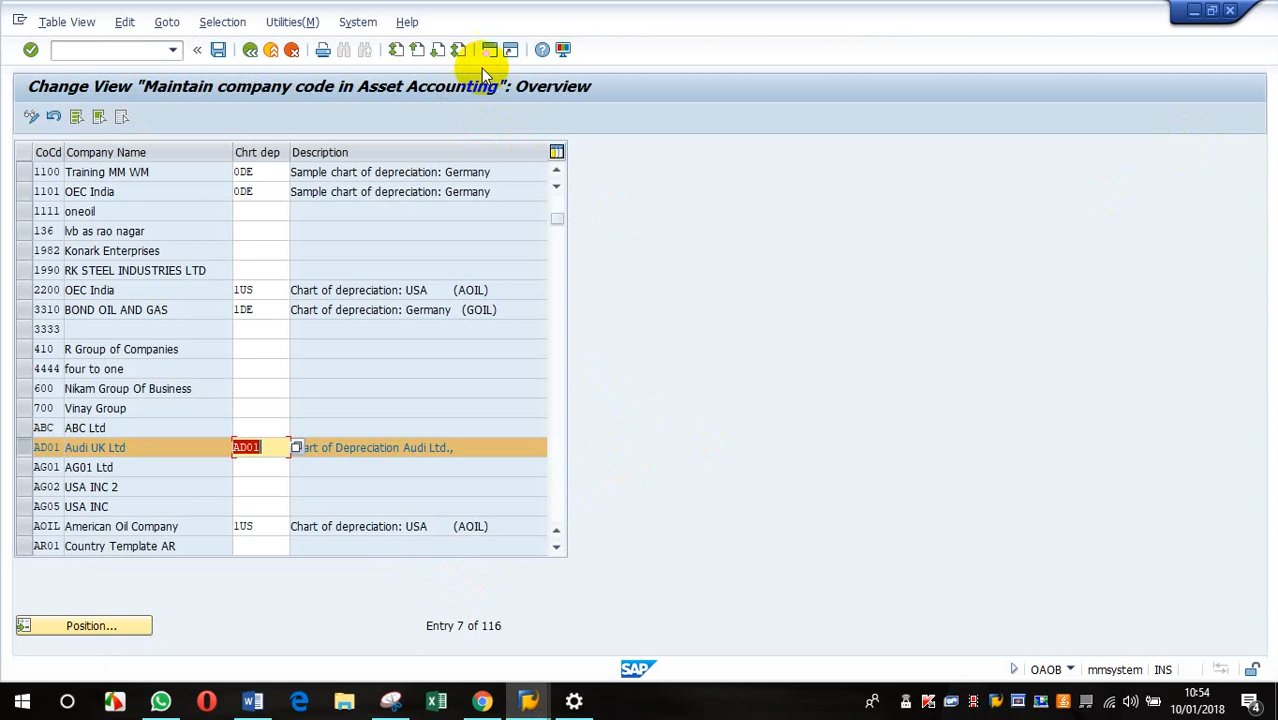 Table View Edit Goto Selection Utilities(M) System Help
Change View "Maintain company code in Asset Accounting": Overview
CoCd Company Name Chrt dep Description
1100 Training MM WM 0DE Sample chart of depreciation: Germany
1101 OEC India 0DE Sample chart of depreciation: Germany
1111 oneoil
136 lvb as rao nagar
1982 Konark Enterprises
1990 RK STEEL INDUSTRIES LTD
2200 OEC India 1US Chart of depreciation: USA (AOIL)
3310 BOND OIL AND GAS 1DE Chart of depreciation: Germany (GOIL)
3333
410 R Group of Companies
4444 four to one
600 Nikam Group Of Business
700 Vinay Group
ABC ABC Ltd
AD01 Audi UK Ltd AD01 art of Depreciation Audi Ltd.,
AG01 AG01 Ltd
AG02 USA INC 2
AG05 USA INC
AOIL American Oil Company 1US Chart of depreciation: USA (AOIL)
AR01 Country Template AR
Position... Entry 7 of 116
SAP OAOB mmsystem INS
10:54
10/01/2018
4